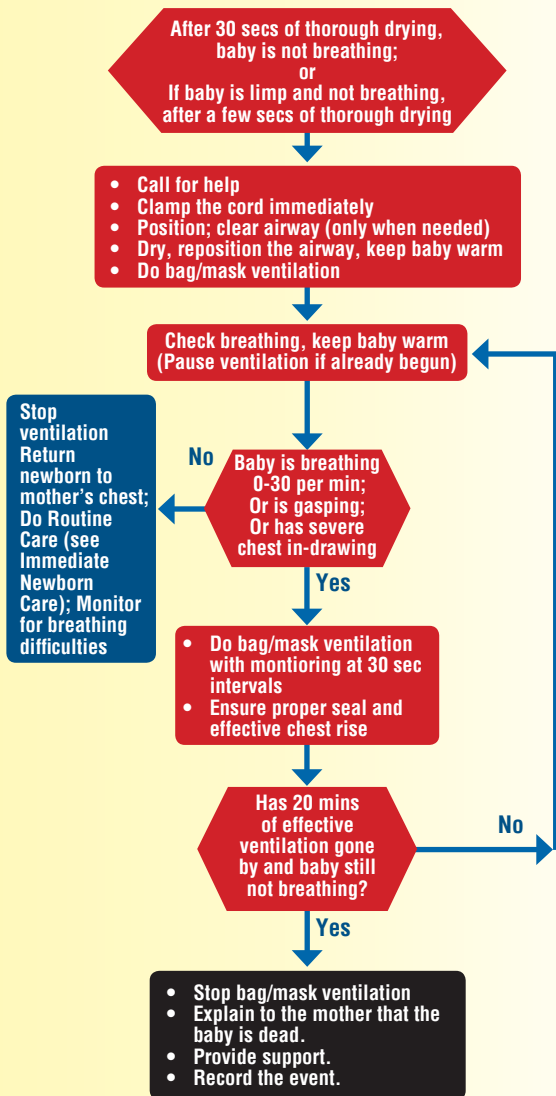 After 30 secs of thorough drying,
baby is not breathing;
or
If baby is limp and not breathing,
after a few secs of thorough drying
• Call for help
• Clamp the cord immediately
• Position; clear airway (only when needed)
• Dry, reposition the airway, keep baby warm
• Do bag/mask ventilation
Check breathing, keep baby warm
(Pause ventilation if already begun)
Baby is breathing
0-30 per min;
Or is gasping;
Or has severe
chest in-drawing
No
Stop
ventilation
Return
newborn to
mother's chest;
Do Routine
Care (see
Immediate
Newborn
Care); Monitor
for breathing
difficulties
Yes
• Do bag/mask ventilation
with montioring at 30 sec
intervals
• Ensure proper seal and
effective chest rise
Has 20 mins
of effective
ventilation gone
by and baby still
not breathing?
No
Yes
• Stop bag/mask ventilation
• Explain to the mother that the
baby is dead.
• Provide support.
• Record the event.